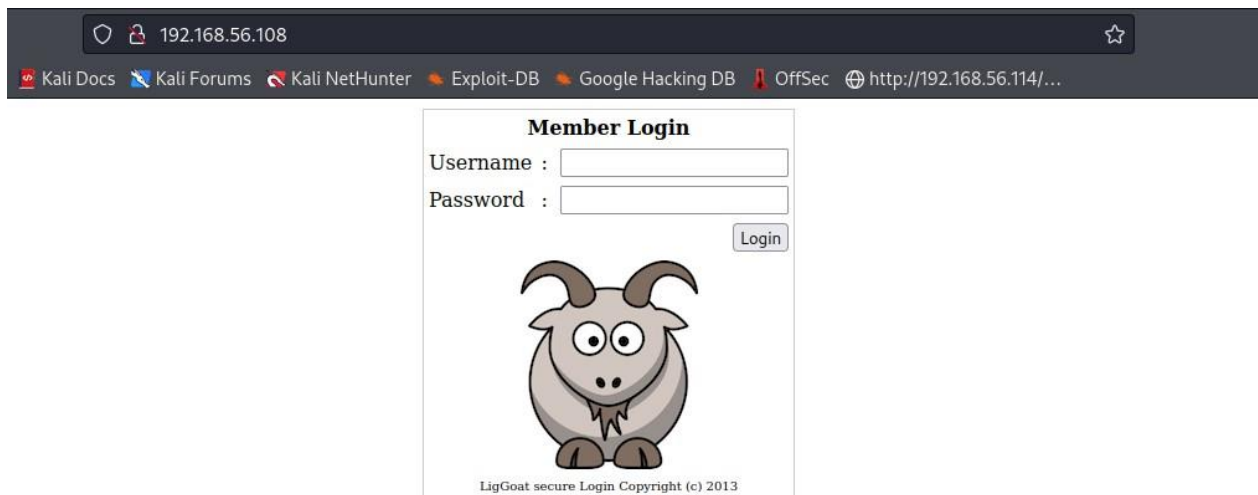 192.168.56.108
Kali Docs Kali Forums Kali NetHunter Exploit-DB Google Hacking DB OffSec http://192.168.56.114/...
Member Login
Username :
Password :
Login
LigGoat secure Login Copyright (c) 2013